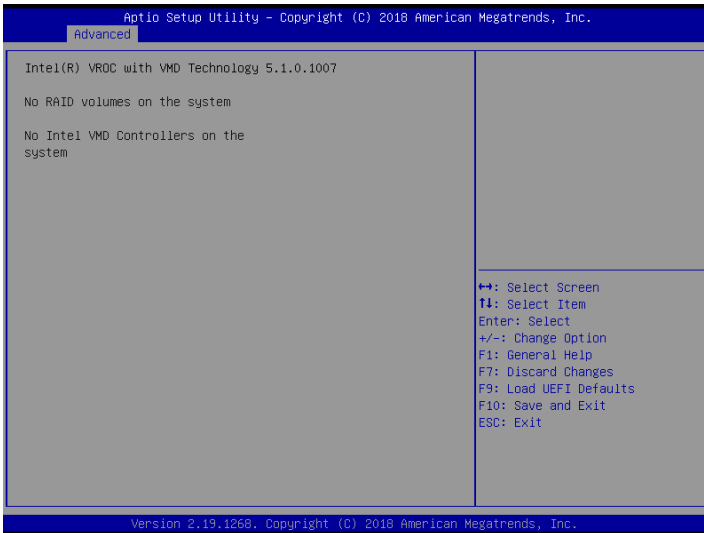 Aptio Setup Utility – Copyright (C) 2018 American Megatrends, Inc.
Advanced
Intel(R) VROC with VMD Technology 5.1.0.1007
No RAID volumes on the system
No Intel VMD Controllers on the
system
↔: Select Screen
↑↓: Select Item
Enter: Select
+/-: Change Option
F1: General Help
F7: Discard Changes
F9: Load UEFI Defaults
F10: Save and Exit
ESC: Exit
Version 2.19.1268. Copyright (C) 2018 American Megatrends, Inc.